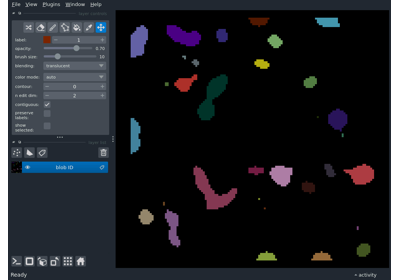 File View Plugins Window Help
label: 1
opacity: 0.70
brush size: 10
blending: translucent
color mode: auto
contour: 0
n edit dim: 2
contiguous:
preserve labels:
show selected:
blob ID
Ready
activity